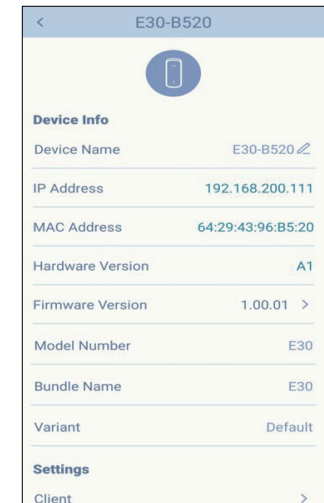 < E30-B520
Device Info
Device Name E30-B520
IP Address 192.168.200.111
MAC Address 64:29:43:96:B5:20
Hardware Version A1
Firmware Version 1.00.01 >
Model Number E30
Bundle Name E30
Variant Default
Settings
Client >